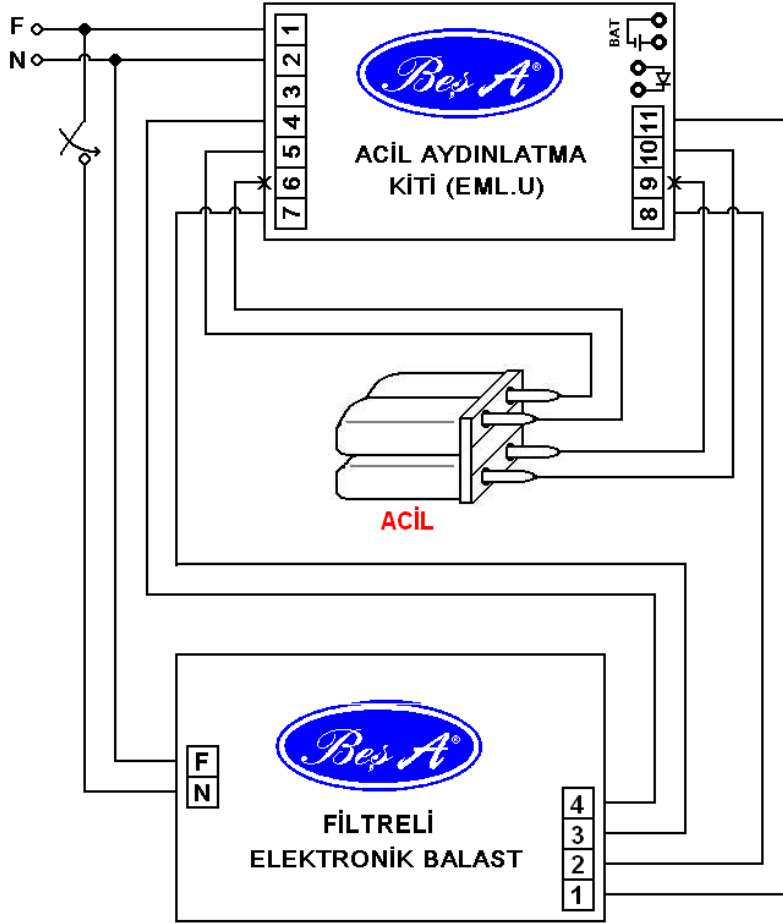 F
N
1
2
3
4
5
6
7
Beş A®
ACİL AYDINLATMA
KİTİ (EML.U)
BAT
11
10
9
8
ACİL
F
N
Beş A®
FİLTRELİ
ELEKTRONİK BALAST
4
3
2
1